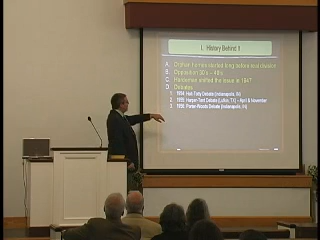 I. History Behind It
A. Orphan homes started long before
B. Opposition 30's - 40's
C. Hardeman shifted the issue in 1947
D. Debates
1. 1954 Holt-Totty Debate (Indianapolis, IN)
2. 1955 Harper-Tant Debate (Lufkin, TX) - April & November
3. 1955 Porter-Woods Debate (Indianapolis, IN)